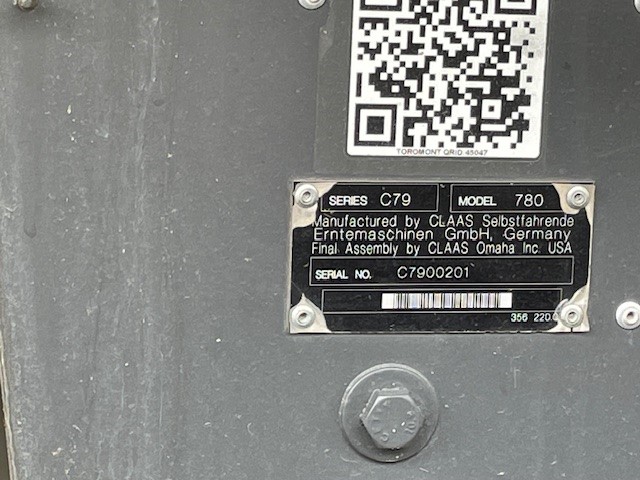 TOROMONT QRID 45047
SERIES C79 MODEL 780
Manufactured by CLAAS Selbstfahrende
Erntemaschinen GmbH, Germany
Final Assembly by CLAAS Omaha Inc. USA
SERIAL NO. C7900201
356 220.